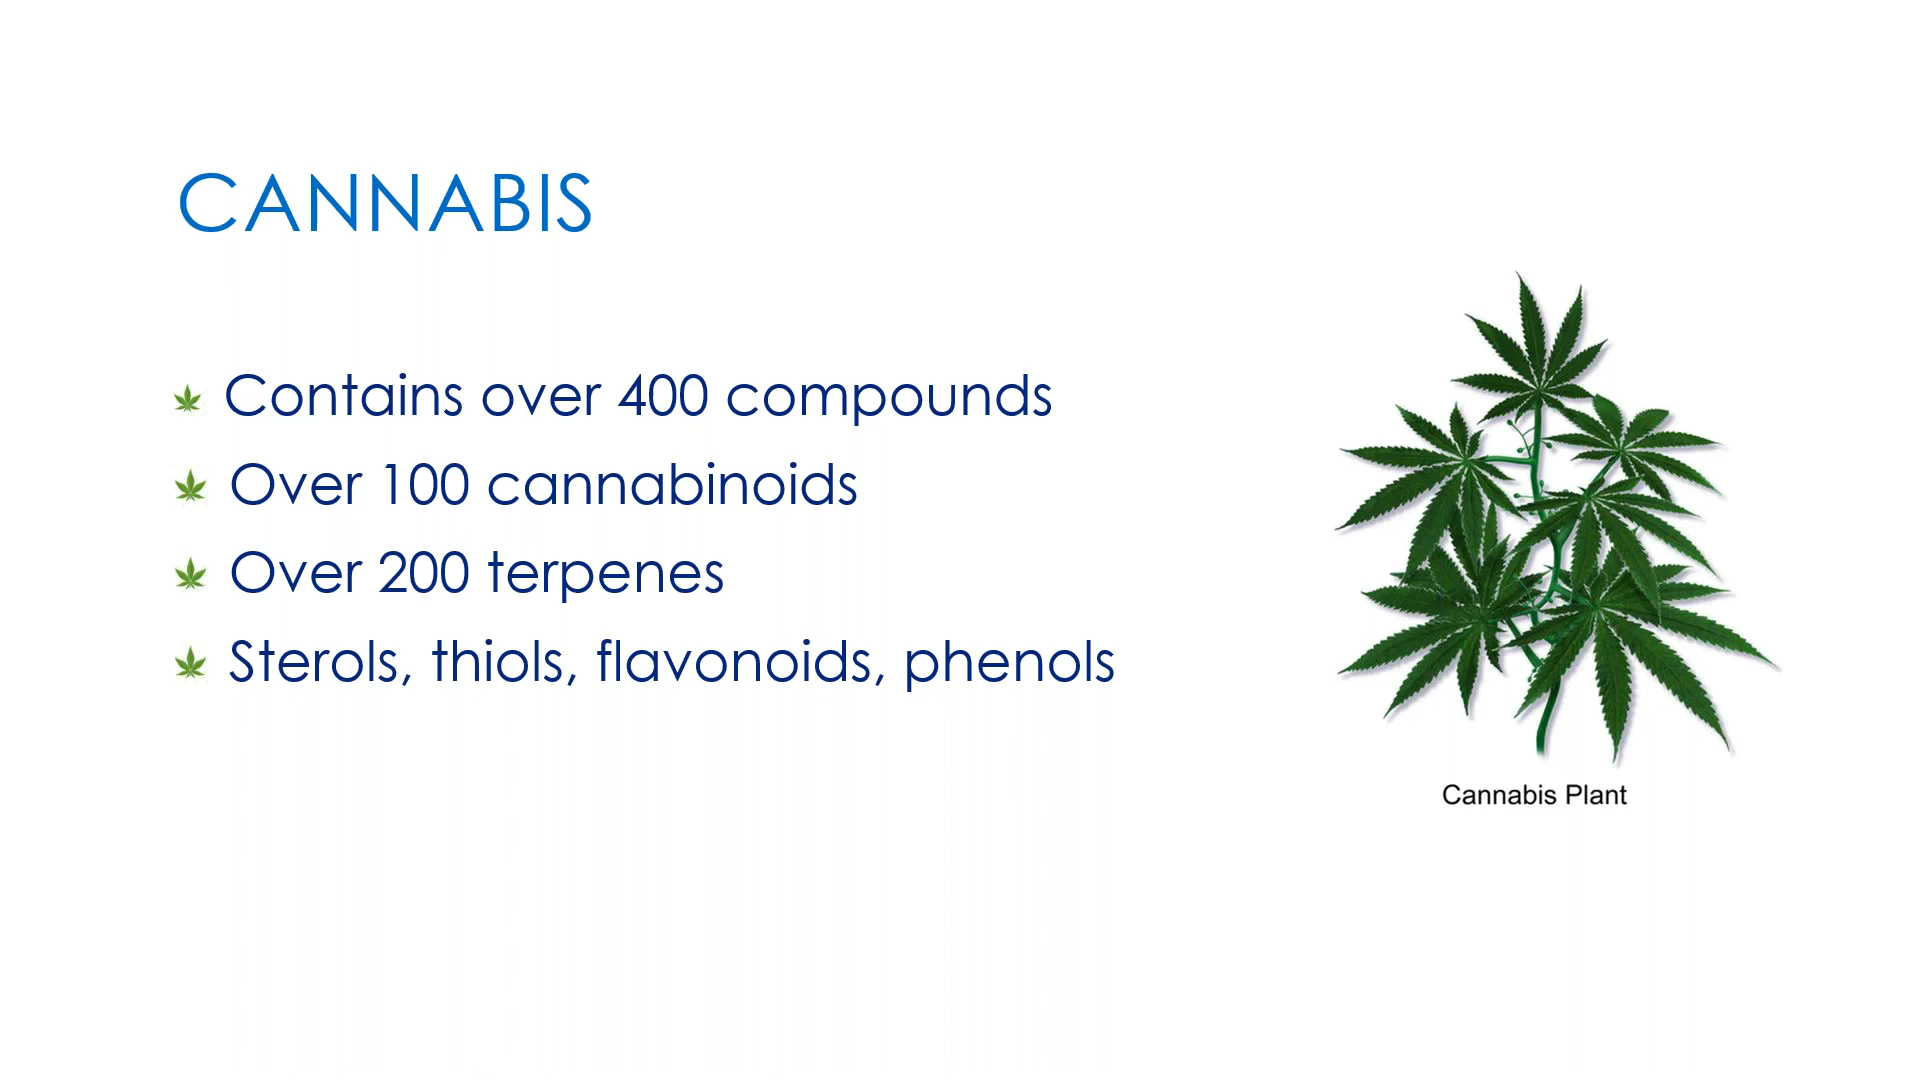 CANNABIS
Contains over 400 compounds
Over 100 cannabinoids
Over 200 terpenes
Sterols, thiols, flavonoids, phenols
Cannabis Plant